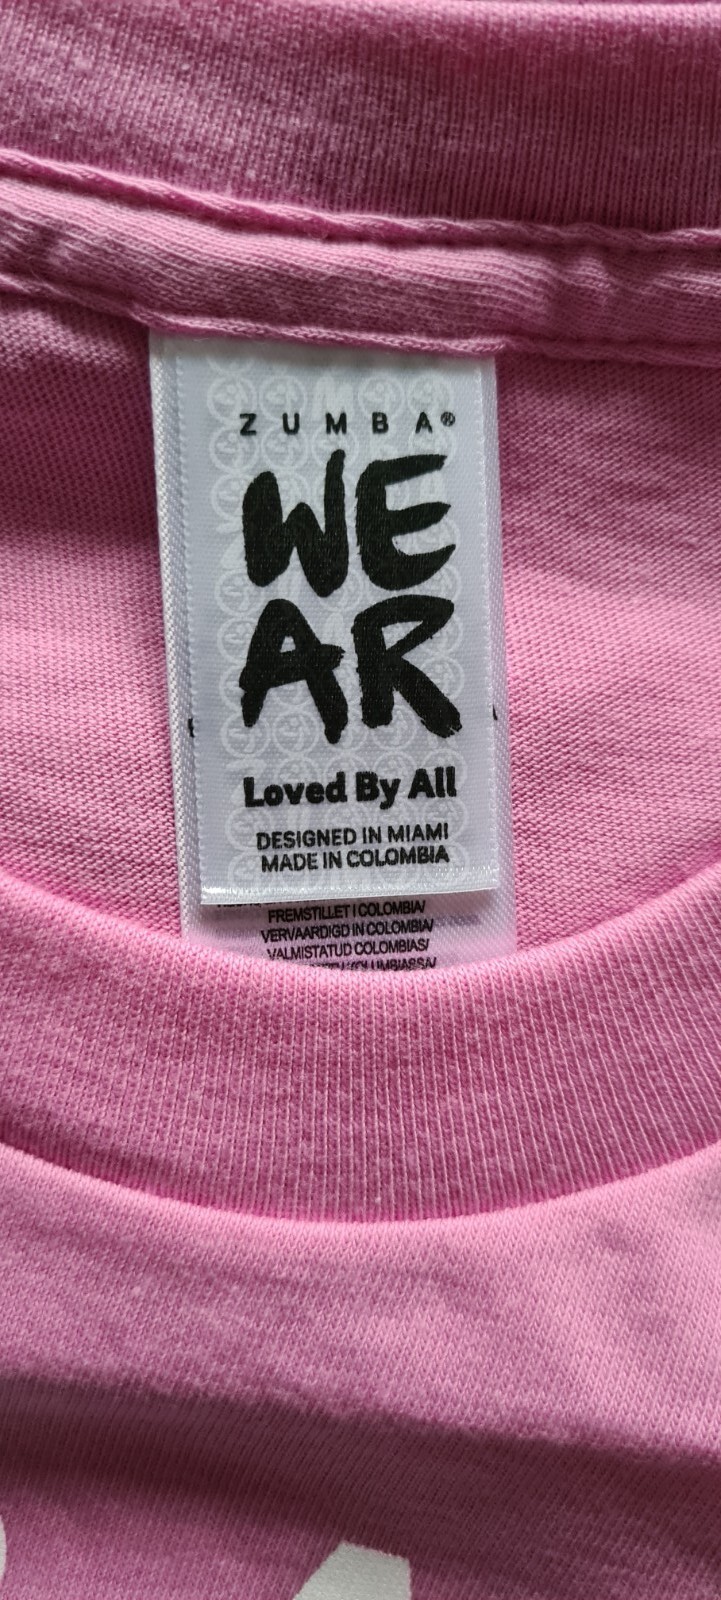 ZUMBA®
WE
AR
Loved By All
DESIGNED IN MIAMI
MADE IN COLOMBIA
FREMSTILLET I COLOMBIA/
VERVAARDIGD IN COLOMBIA/
VALMISTATUD COLOMBIAS/